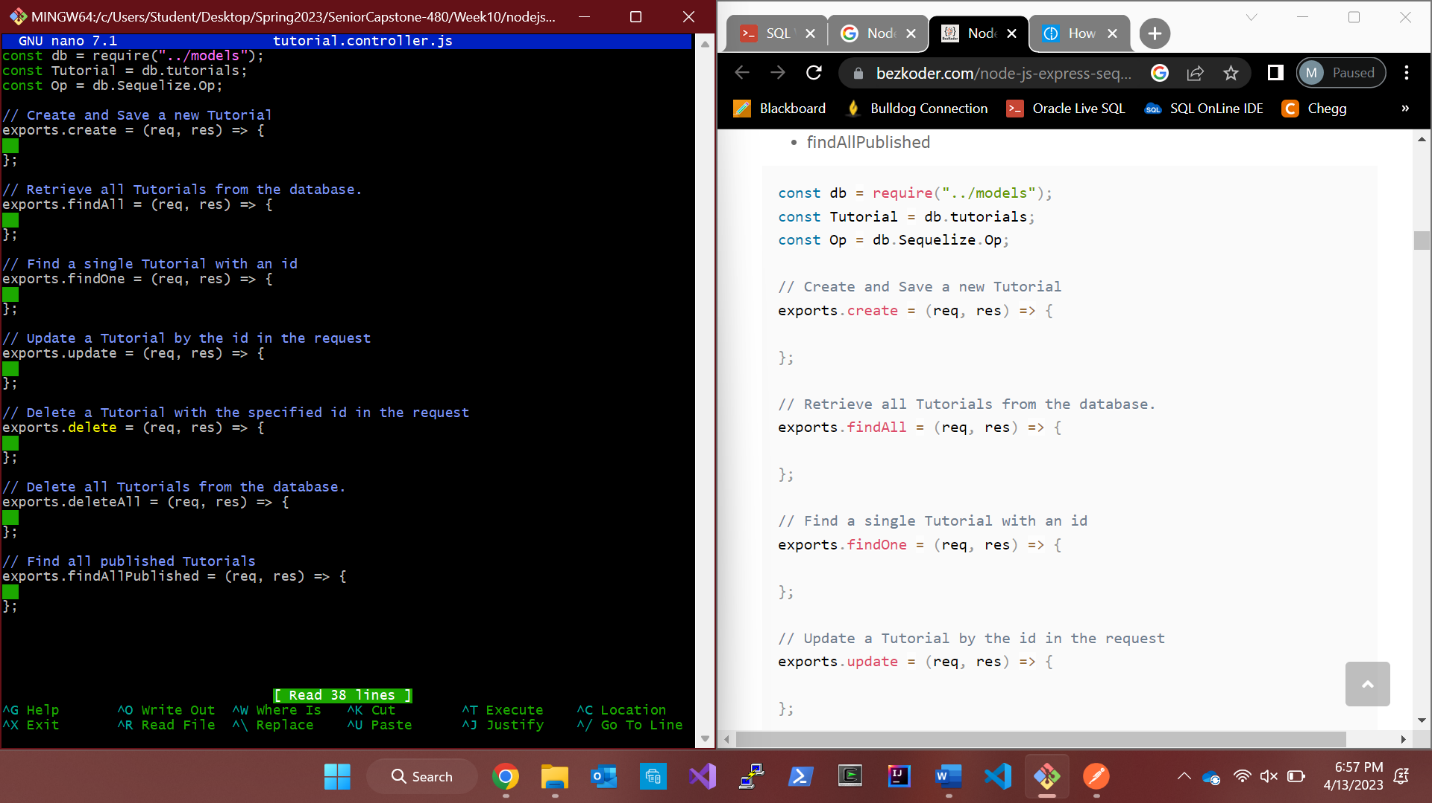 MINGW64:/c/Users/Student/Desktop/Spring2023/SeniorCapstone-480/Week10/nodejs...
GNU nano 7.1 tutorial.controller.js
const db = require("../models");
const Tutorial = db.tutorials;
const Op = db.Sequelize.Op;
// Create and Save a new Tutorial
exports.create = (req, res) => {
};
// Retrieve all Tutorials from the database.
exports.findAll = (req, res) => {
};
// Find a single Tutorial with an id
exports.findOne = (req, res) => {
};
// Update a Tutorial by the id in the request
exports.update = (req, res) => {
};
// Delete a Tutorial with the specified id in the request
exports.delete = (req, res) => {
};
// Delete all Tutorials from the database.
exports.deleteAll = (req, res) => {
};
// Find all published Tutorials
exports.findAllPublished = (req, res) => {
};
[ Read 38 lines ]
^G Help ^O Write Out ^W Where Is ^K Cut ^T Execute ^C Location
^X Exit ^R Read File ^\ Replace ^U Paste ^J Justify ^/ Go To Line
SQL Node Node How
bezkoder.com/node-js-express-seq... M Paused
Blackboard Bulldog Connection Oracle Live SQL SQL SQL OnLine IDE C Chegg »
• findAllPublished
const db = require("../models");
const Tutorial = db.tutorials;
const Op = db.Sequelize.Op;
// Create and Save a new Tutorial
exports.create = (req, res) => {
};
// Retrieve all Tutorials from the database.
exports.findAll = (req, res) => {
};
// Find a single Tutorial with an id
exports.findOne = (req, res) => {
};
// Update a Tutorial by the id in the request
exports.update = (req, res) => {
};
Search
6:57 PM
4/13/2023